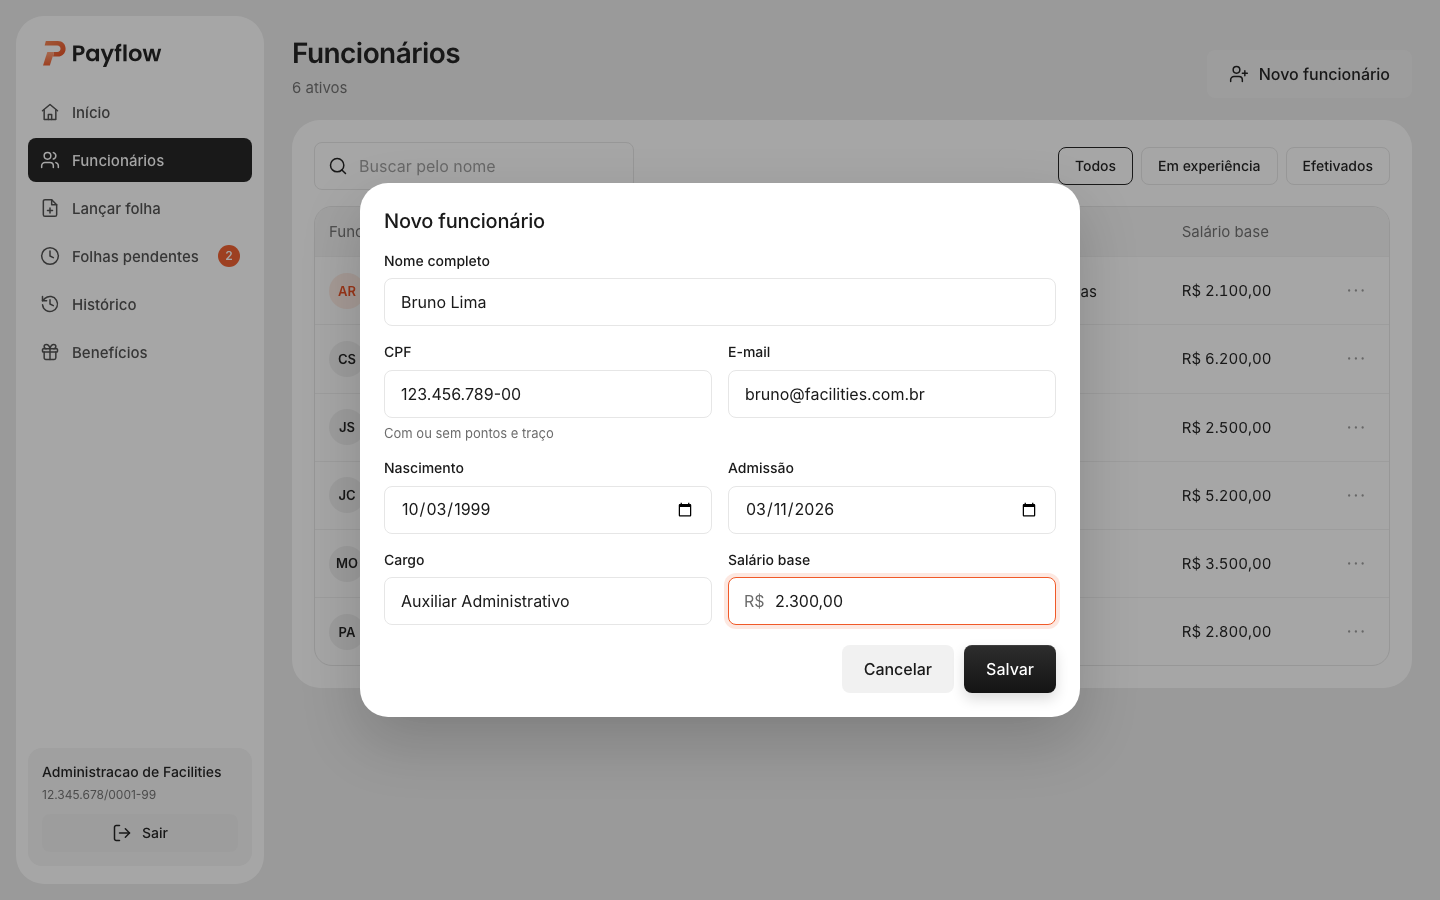 Payflow
Início
Funcionários
Lançar folha
Folhas pendentes 2
Histórico
Benefícios
Administracao de Facilities
12.345.678/0001-99
Sair
Funcionários
6 ativos
Novo funcionário
Buscar pelo nome
Todos
Em experiência
Efetivados
Func
Salário base
AR
as
R$ 2.100,00
CS
R$ 6.200,00
JS
R$ 2.500,00
JC
R$ 5.200,00
MO
R$ 3.500,00
PA
R$ 2.800,00
Novo funcionário
Nome completo
Bruno Lima
CPF
E-mail
123.456.789-00
bruno@facilities.com.br
Com ou sem pontos e traço
Nascimento
Admissão
10/03/1999
03/11/2026
Cargo
Salário base
Auxiliar Administrativo
R$ 2.300,00
Cancelar
Salvar